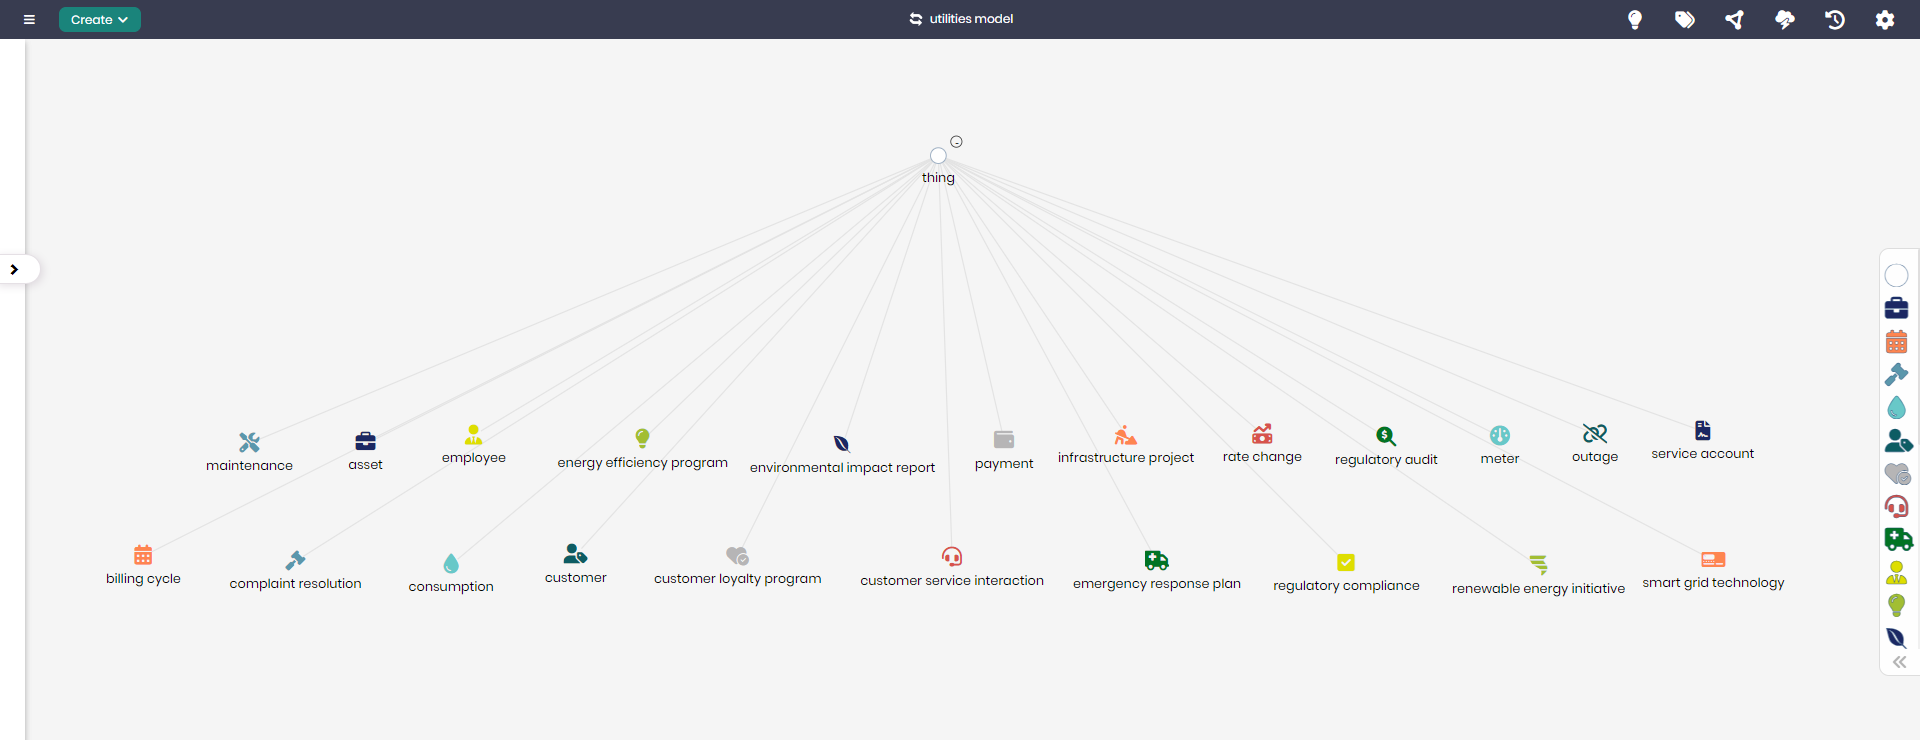 Create
utilities model
thing
maintenance
asset
employee
energy efficiency program
environmental impact report
payment
infrastructure project
rate change
regulatory audit
meter
outage
service account
billing cycle
complaint resolution
consumption
customer
customer loyalty program
customer service interaction
emergency response plan
regulatory compliance
renewable energy initiative
smart grid technology